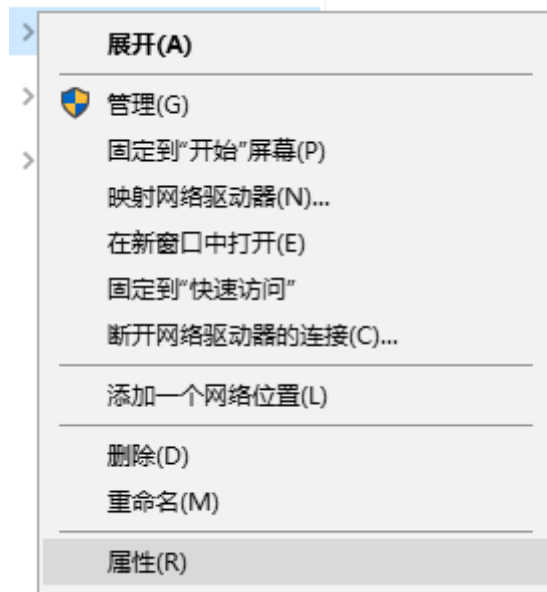 展开(A)
管理(G)
固定到"开始"屏幕(P)
映射网络驱动器(N)...
在新窗口中打开(E)
固定到"快速访问"
断开网络驱动器的连接(C)...
添加一个网络位置(L)
删除(D)
重命名(M)
属性(R)